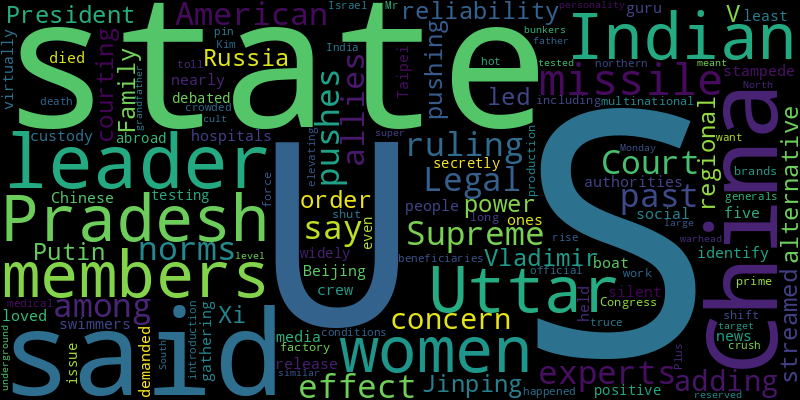 President American Israel Mr reliability personality guru V least
pin Kim India bunkers father Indian
virtually died courting Family toll Russia nearly debated crowded cult state allies Taipei pushing hot tested northern meant stampede
grandfather death led missile including multinational North
custody abroad hospitals pushes super ruling secretly production Court regional want Monday alternative
leader elevating Legal authorities past brands
Chinese testing force order shut people power long ones social five generals China
Pradesh say even Supreme rise large prime
Putin norms level widely beneficiaries Vladimir boat identify warhead
members Beijing crew U official work silent S
medical among Xi Uttar held Congress shift target news streamed
loved swimmers concern truce crush
underground issue demanded said South introduction gathering media conditions women Plus
factory release similar experts adding
effect Jinping happened positive reserved